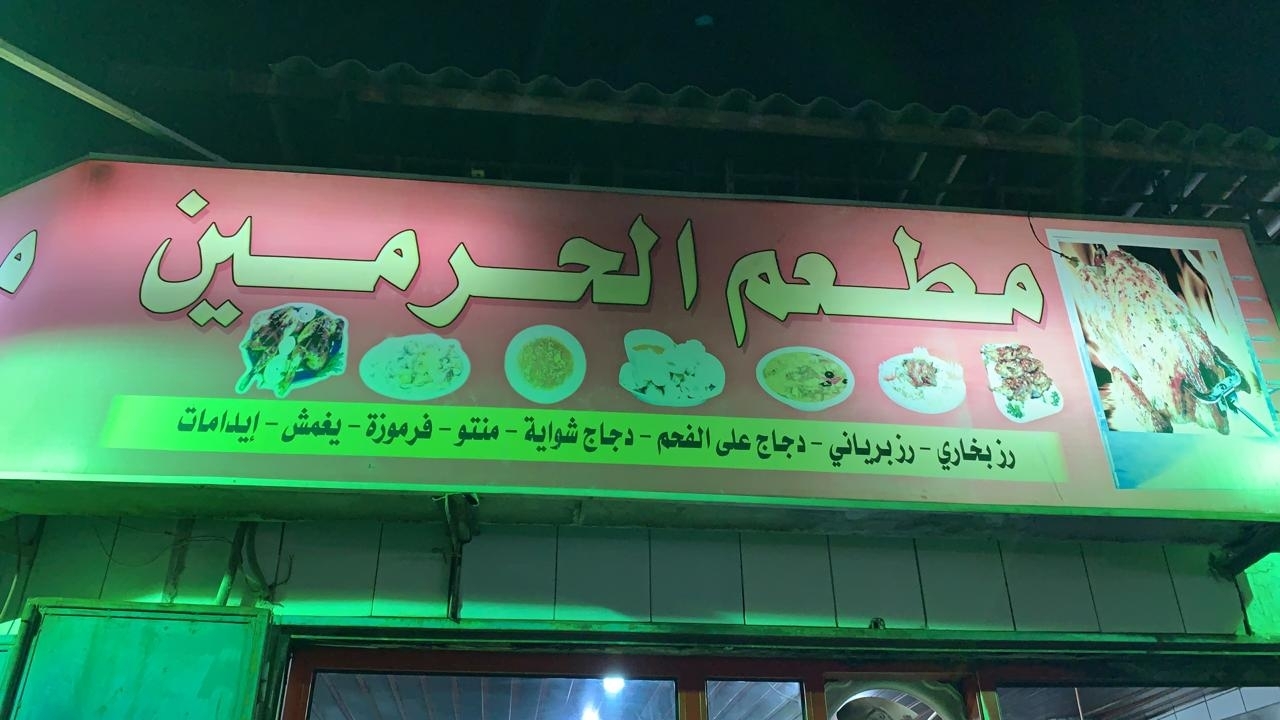 مطعم الحرمين
رز بخاري - رز برياني - دجاج على الفحم - دجاج شواية - منتو - فرموزة - يغمش - إيدامات